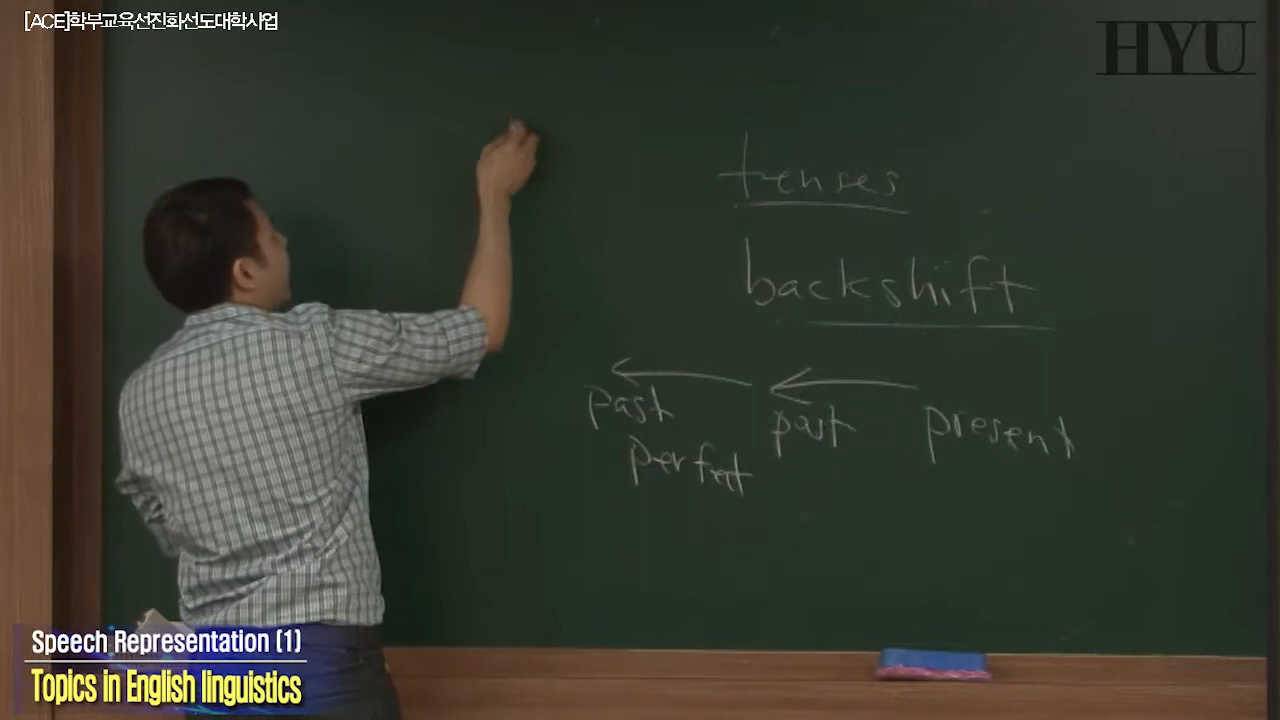 [ACE]학부교육선진화선도대학사업
HYU
tenses
backshift
past past present
perfect
Speech Representation (1)
Topics in English linguistics